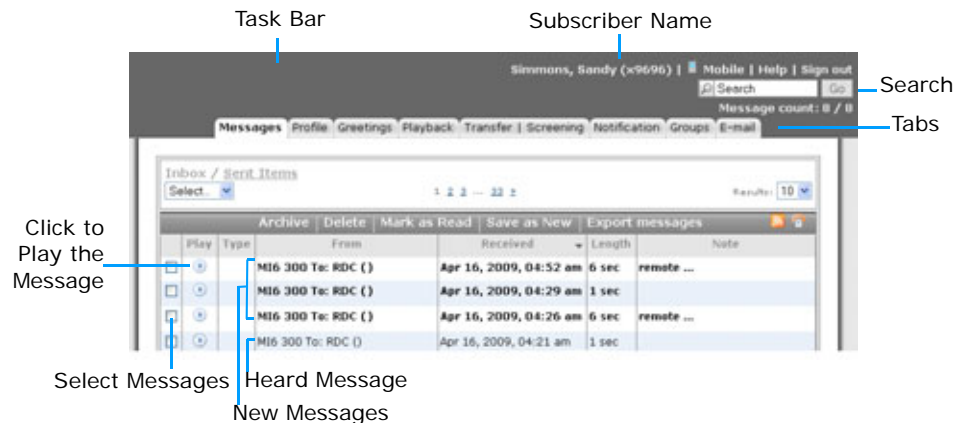 Task Bar
Subscriber Name
Simmons, Sandy (x9696) | Mobile | Help | Sign out
Search Go
Search
Message count: 0 / 0
Tabs
Messages Profile Greetings Playback Transfer | Screening Notification Groups E-mail
Inbox / Sent Items
Select..
1 2 3 ... 33 >
Results: 10
Archive | Delete | Mark as Read | Save as New | Export messages
Play Type From Received Length Note
Click to
Play the
Message
MI6 300 To: RDC () Apr 16, 2009, 04:52 am 6 sec remote ...
MI6 300 To: RDC () Apr 16, 2009, 04:29 am 1 sec
MI6 300 To: RDC () Apr 16, 2009, 04:26 am 6 sec remote ...
MI6 300 To: RDC () Apr 16, 2009, 04:21 am 1 sec
Select Messages
Heard Message
New Messages